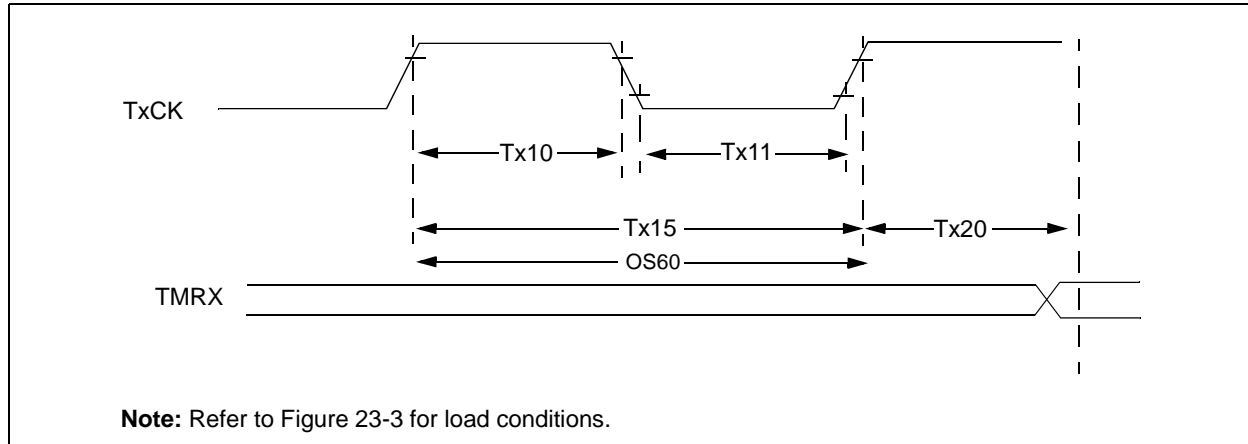 TxCK
Tx10
Tx11
Tx15
Tx20
OS60
TMRX
Note: Refer to Figure 23-3 for load conditions.